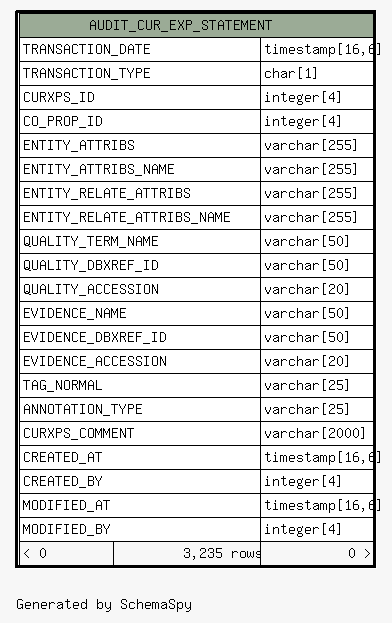 AUDIT_CUR_EXP_STATEMENT
TRANSACTION_DATE timestamp[16,6]
TRANSACTION_TYPE char[1]
CURXPS_ID integer[4]
CO_PROP_ID integer[4]
ENTITY_ATTRIBS varchar[255]
ENTITY_ATTRIBS_NAME varchar[255]
ENTITY_RELATE_ATTRIBS varchar[255]
ENTITY_RELATE_ATTRIBS_NAME varchar[255]
QUALITY_TERM_NAME varchar[50]
QUALITY_DBXREF_ID varchar[50]
QUALITY_ACCESSION varchar[20]
EVIDENCE_NAME varchar[50]
EVIDENCE_DBXREF_ID varchar[50]
EVIDENCE_ACCESSION varchar[20]
TAG_NORMAL varchar[25]
ANNOTATION_TYPE varchar[25]
CURXPS_COMMENT varchar[2000]
CREATED_AT timestamp[16,6]
CREATED_BY integer[4]
MODIFIED_AT timestamp[16,6]
MODIFIED_BY integer[4]
< 0 3,235 rows 0 >
Generated by SchemaSpy